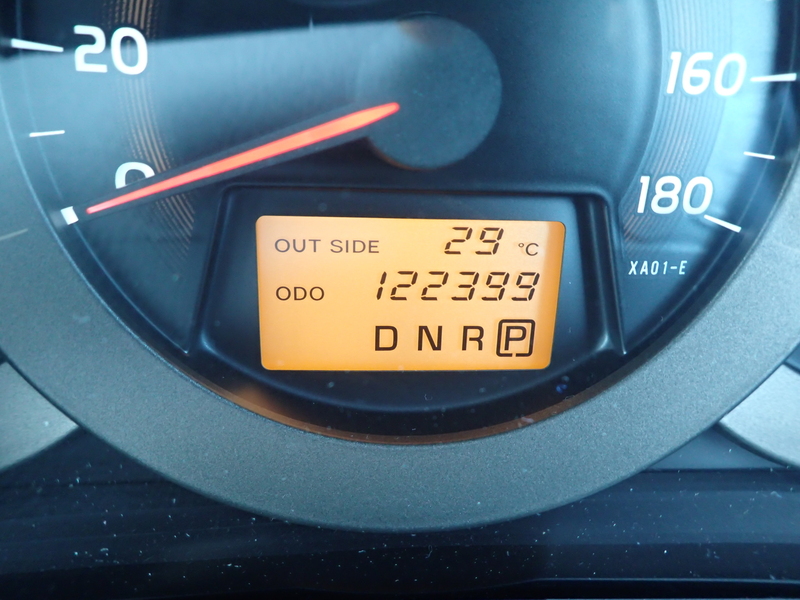 20
160
0
180
OUT SIDE 29 °C
XA01-E
ODO 122399
D N R P